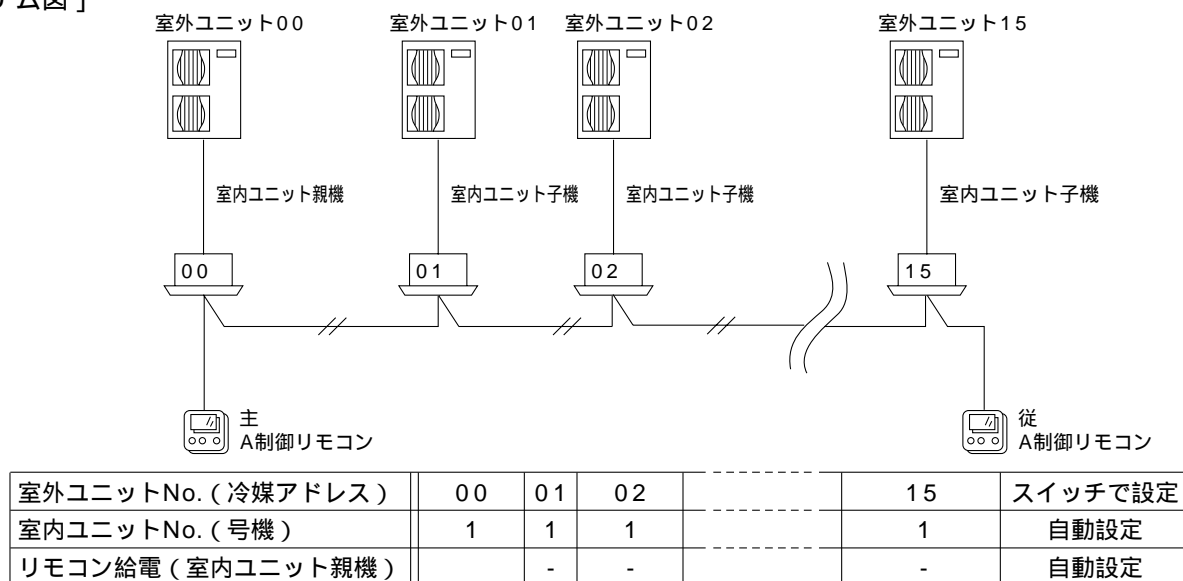 ム図］
室外ユニット00 室外ユニット01 室外ユニット02 室外ユニット15
室内ユニット親機 室内ユニット子機 室内ユニット子機 室内ユニット子機
00 01 02 15
主 従
A制御リモコン A制御リモコン
室外ユニットNo.（冷媒アドレス） 00 01 02 15 スイッチで設定
室内ユニットNo.（号機） 1 1 1 1 自動設定
リモコン給電（室内ユニット親機） - - - 自動設定